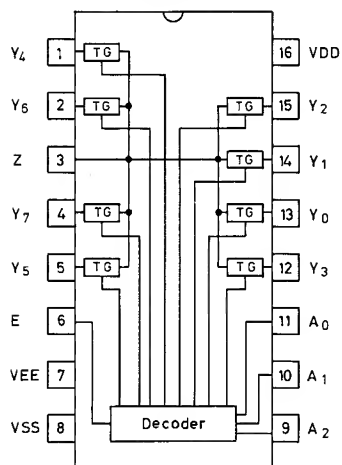 Y4 1 TG 16 VDD
Y6 2 TG TG 15 Y2
Z 3 TG 14 Y1
Y7 4 TG TG 13 Y0
Y5 5 TG TG 12 Y3
E 6 11 A0
VEE 7 10 A1
VSS 8 Decoder 9 A2